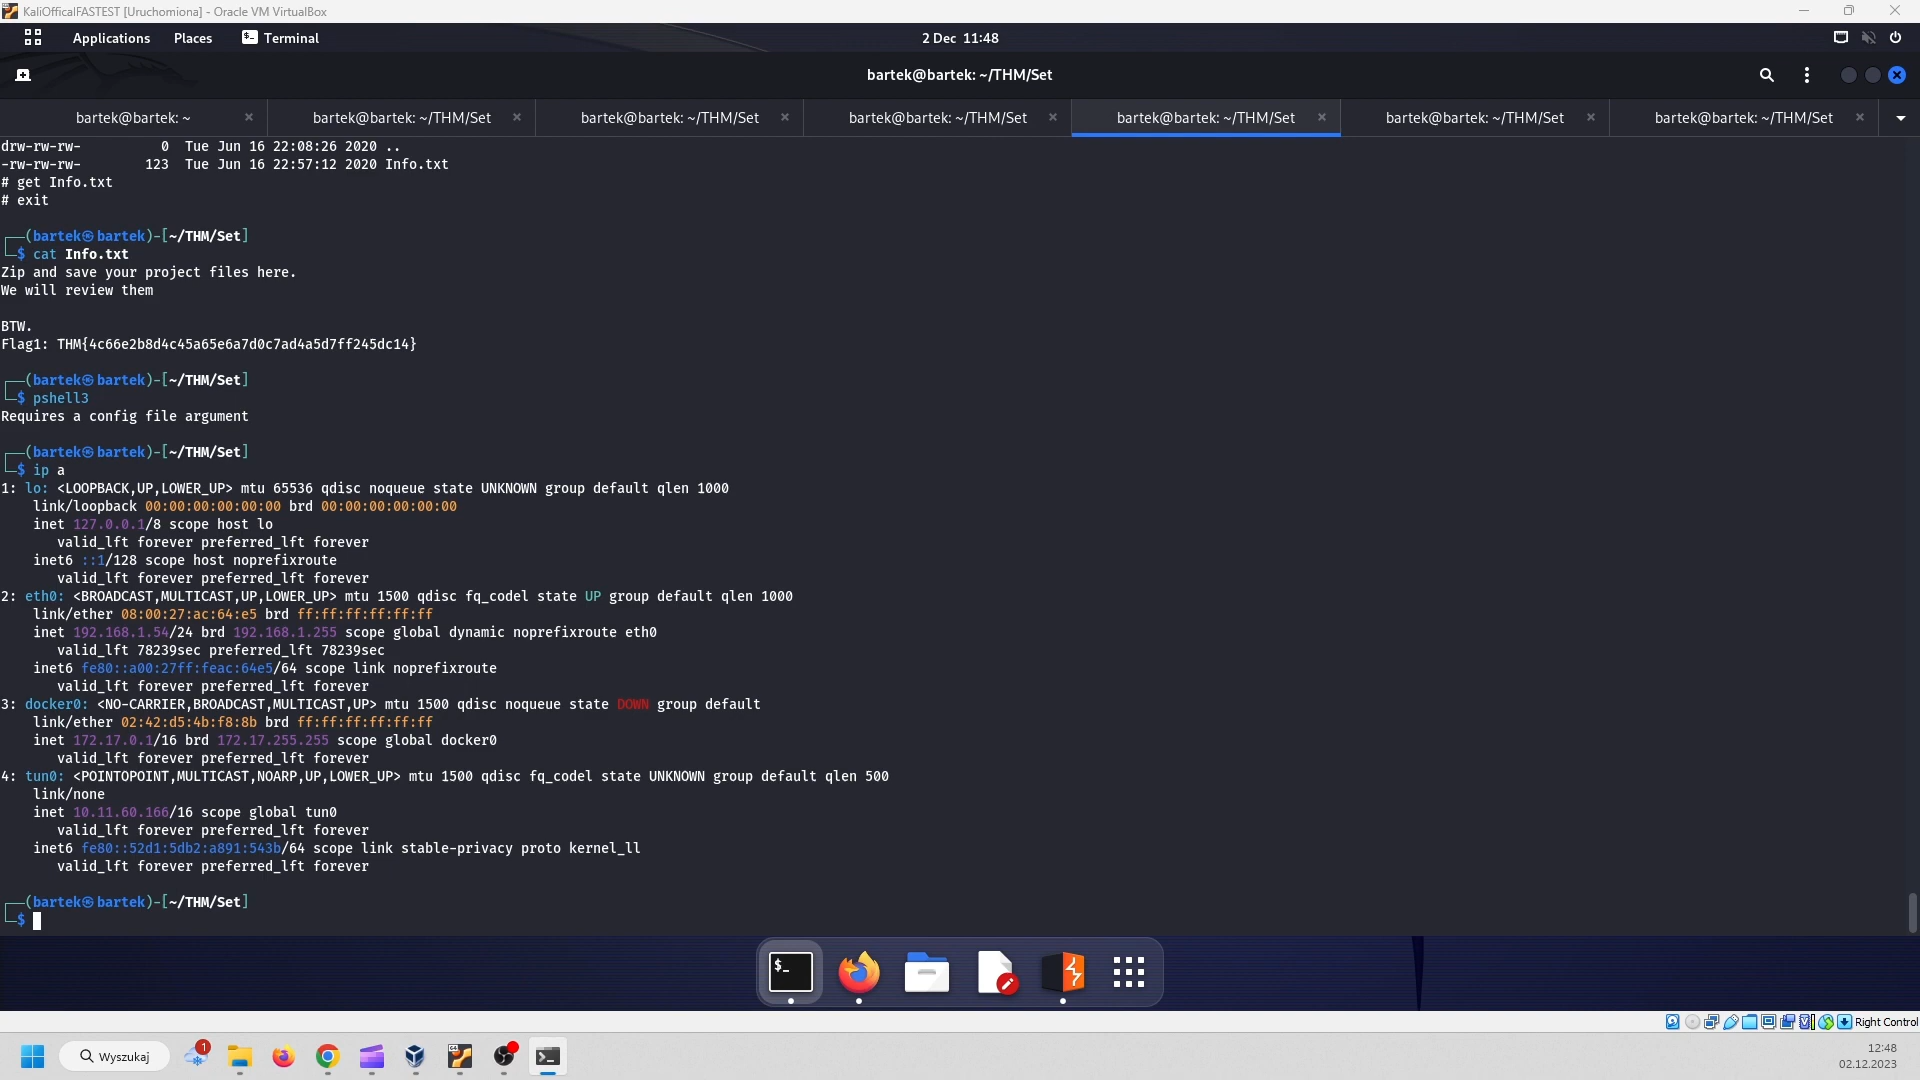 KaliOfficalFASTEST [Uruchomiona] - Oracle VM VirtualBox
Applications Places Terminal 2 Dec 11:48
bartek@bartek: ~/THM/Set
bartek@bartek: ~ × bartek@bartek: ~/THM/Set × bartek@bartek: ~/THM/Set × bartek@bartek: ~/THM/Set × bartek@bartek: ~/THM/Set × bartek@bartek: ~/THM/Set × bartek@bartek: ~/THM/Set ×
drw-rw-rw-          0  Tue Jun 16 22:08:26 2020 ..
-rw-rw-rw-        123  Tue Jun 16 22:57:12 2020 Info.txt
# get Info.txt
# exit
┌──(bartek㉿bartek)-[~/THM/Set]
└─$ cat Info.txt
Zip and save your project files here.
We will review them
BTW.
Flag1: THM{4c66e2b8d4c45a65e6a7d0c7ad4a5d7ff245dc14}
┌──(bartek㉿bartek)-[~/THM/Set]
└─$ pshell3
Requires a config file argument
┌──(bartek㉿bartek)-[~/THM/Set]
└─$ ip a
1: lo: <LOOPBACK,UP,LOWER_UP> mtu 65536 qdisc noqueue state UNKNOWN group default qlen 1000
    link/loopback 00:00:00:00:00:00 brd 00:00:00:00:00:00
    inet 127.0.0.1/8 scope host lo
       valid_lft forever preferred_lft forever
    inet6 ::1/128 scope host noprefixroute
       valid_lft forever preferred_lft forever
2: eth0: <BROADCAST,MULTICAST,UP,LOWER_UP> mtu 1500 qdisc fq_codel state UP group default qlen 1000
    link/ether 08:00:27:ac:64:e5 brd ff:ff:ff:ff:ff:ff
    inet 192.168.1.54/24 brd 192.168.1.255 scope global dynamic noprefixroute eth0
       valid_lft 78239sec preferred_lft 78239sec
    inet6 fe80::a00:27ff:feac:64e5/64 scope link noprefixroute
       valid_lft forever preferred_lft forever
3: docker0: <NO-CARRIER,BROADCAST,MULTICAST,UP> mtu 1500 qdisc noqueue state DOWN group default
    link/ether 02:42:d5:4b:f8:8b brd ff:ff:ff:ff:ff:ff
    inet 172.17.0.1/16 brd 172.17.255.255 scope global docker0
       valid_lft forever preferred_lft forever
4: tun0: <POINTOPOINT,MULTICAST,NOARP,UP,LOWER_UP> mtu 1500 qdisc fq_codel state UNKNOWN group default qlen 500
    link/none
    inet 10.11.60.166/16 scope global tun0
       valid_lft forever preferred_lft forever
    inet6 fe80::52d1:5db2:a891:543b/64 scope link stable-privacy proto kernel_ll
       valid_lft forever preferred_lft forever
┌──(bartek㉿bartek)-[~/THM/Set]
└─$
$_
Right Control
1
Wyszukaj
64
12:48
02.12.2023